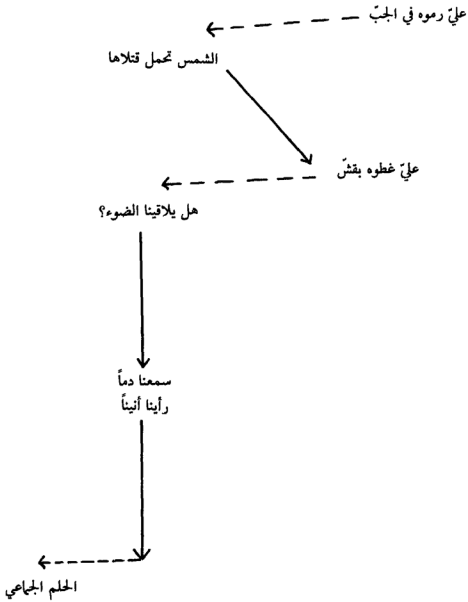 عليّ رموه في الجبّ
الشمس تحمل قتلاها
عليّ غطوه بقشّ
هل يلاقينا الضوء؟
سمعنا دماً
رأينا أنيناً
الحلم الجماعي